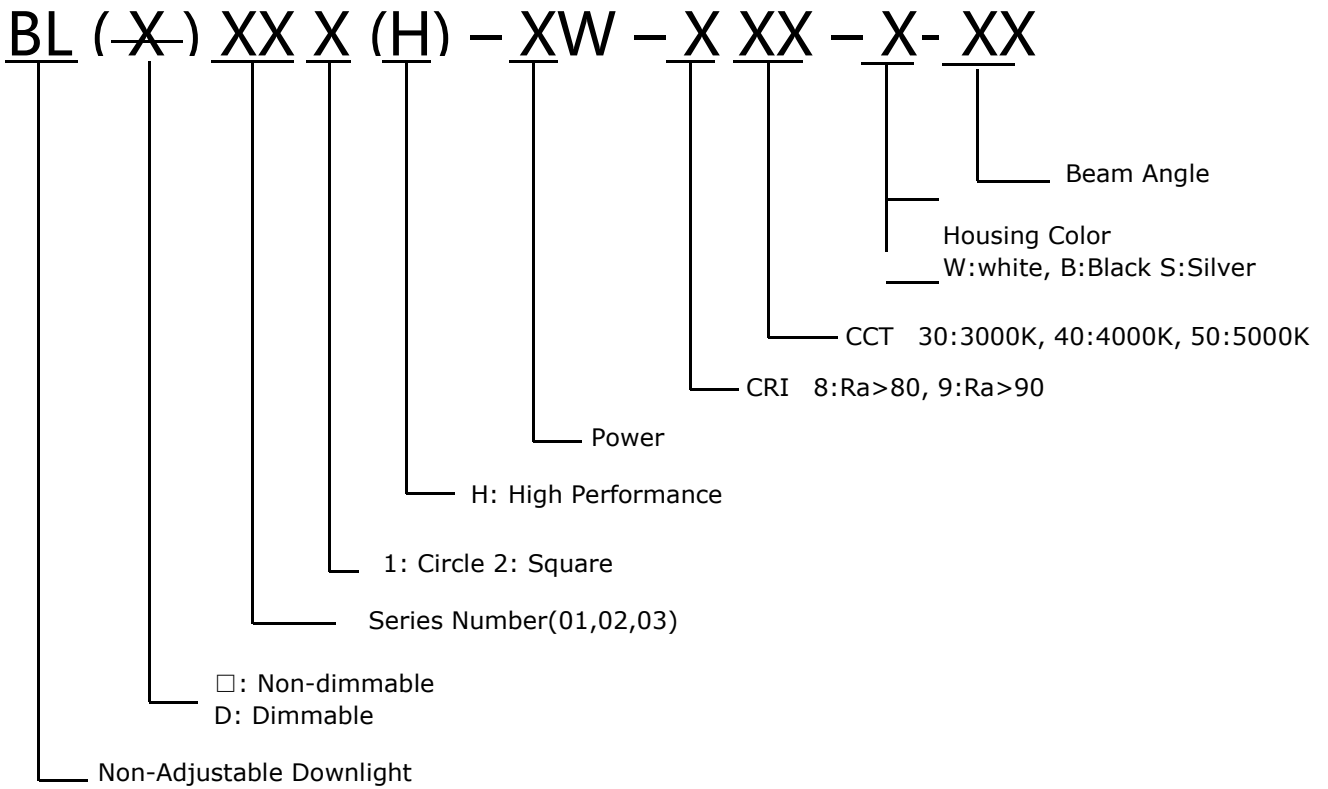 BL (X) XX X (H) – XW – X XX – X- XX
Beam Angle
Housing Color
W:white, B:Black S:Silver
CCT 30:3000K, 40:4000K, 50:5000K
CRI 8:Ra>80, 9:Ra>90
Power
H: High Performance
1: Circle 2: Square
Series Number(01,02,03)
□: Non-dimmable
D: Dimmable
Non-Adjustable Downlight